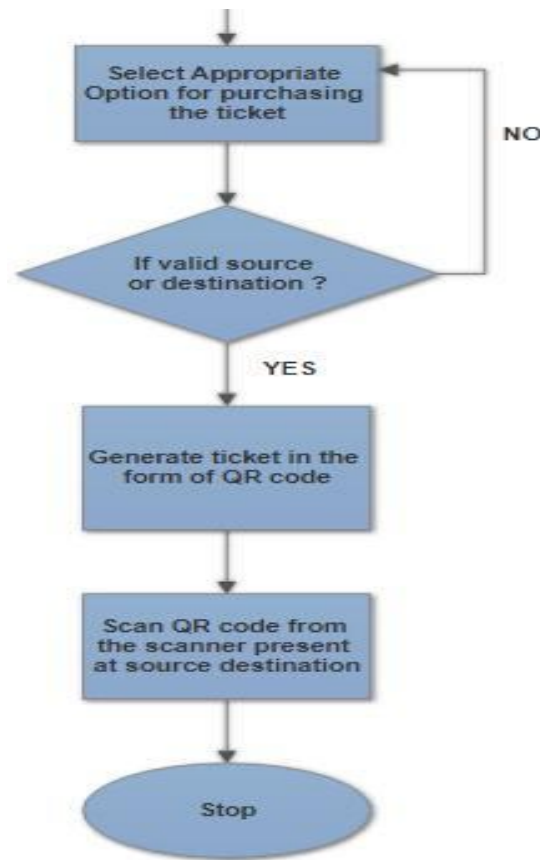 Select Appropriate
Option for purchasing
the ticket
NO
If valid source
or destination ?
YES
Generate ticket in the
form of QR code
Scan QR code from
the scanner present
at source destination
Stop